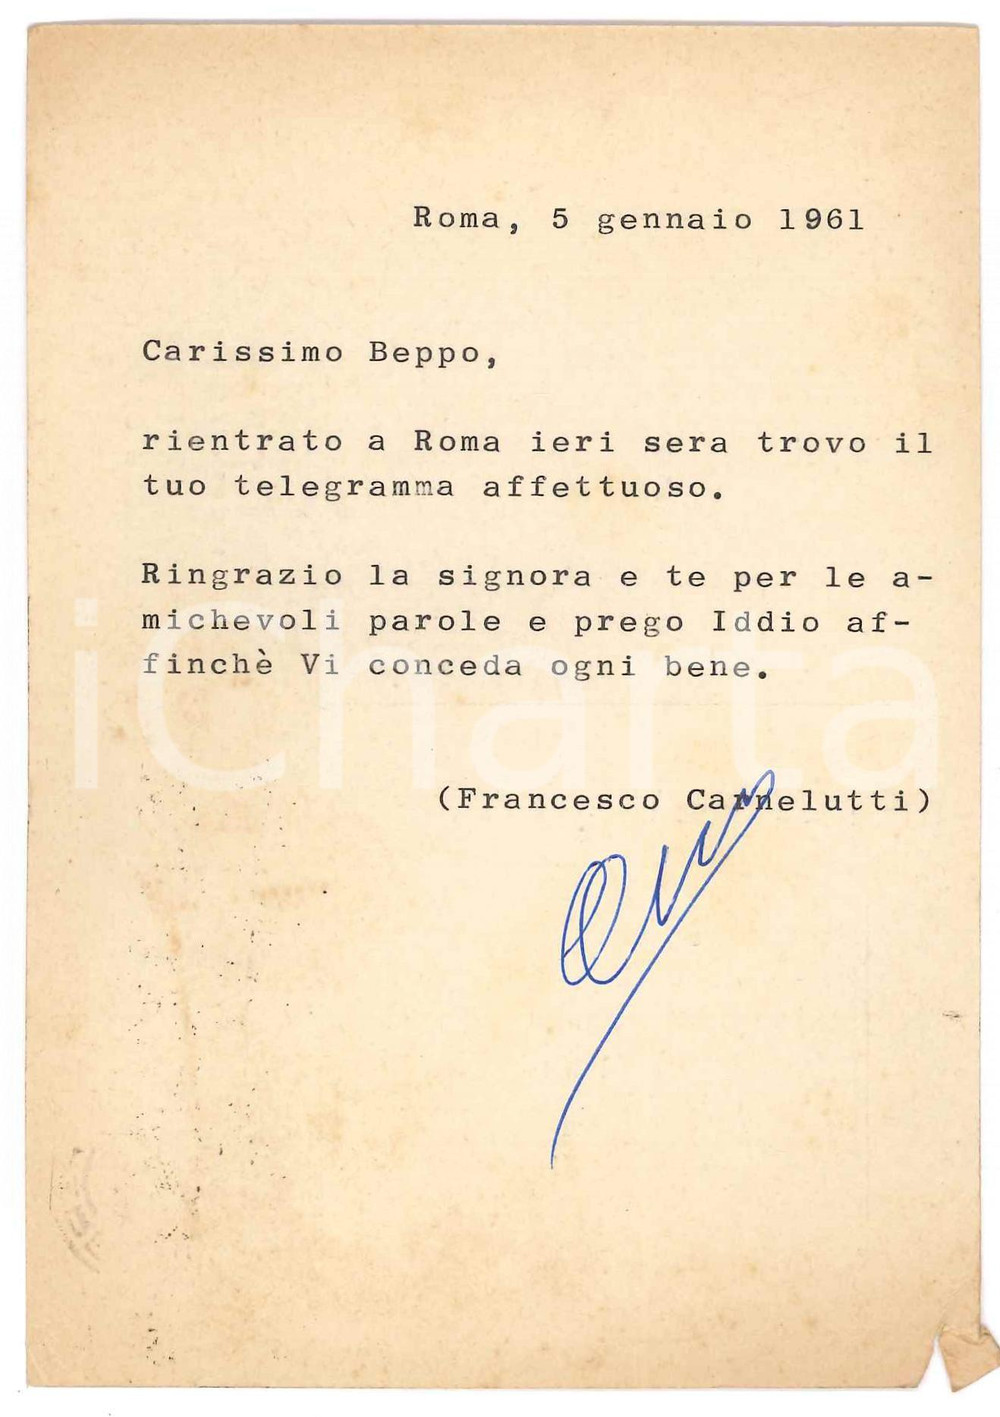 Roma, 5 gennaio 1961
Carissimo Beppo,
rientrato a Roma ieri sera trovo il
tuo telegramma affettuoso.
Ringrazio la signora e te per le a-
michevoli parole e prego Iddio af-
finchè Vi conceda ogni bene.
iCharta
(Francesco Carnelutti)